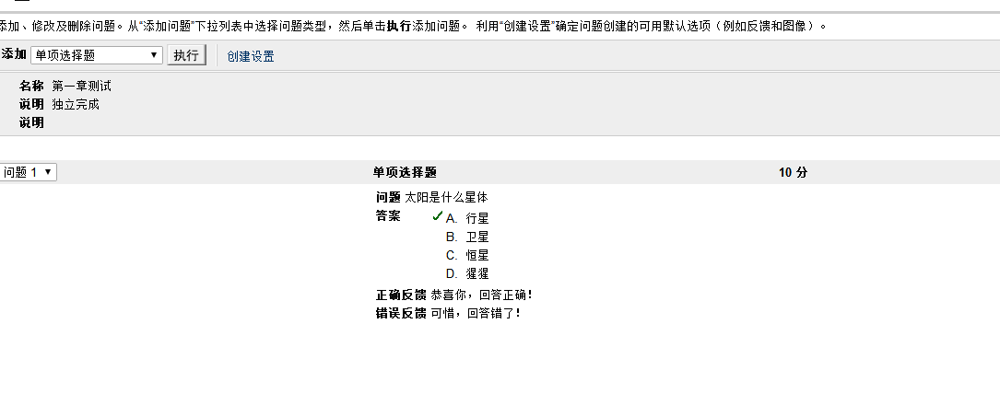 添加、修改及删除问题。从“添加问题”下拉列表中选择问题类型，然后单击执行添加问题。 利用“创建设置”确定问题创建的可用默认选项（例如反馈和图像）。
添加 单项选择题 执行 创建设置
名称 第一章测试
说明 独立完成
说明
问题 1 单项选择题 10 分
问题 太阳是什么星体
答案 A. 行星
B. 卫星
C. 恒星
D. 猩猩
正确反馈 恭喜你，回答正确！
错误反馈 可惜，回答错了！